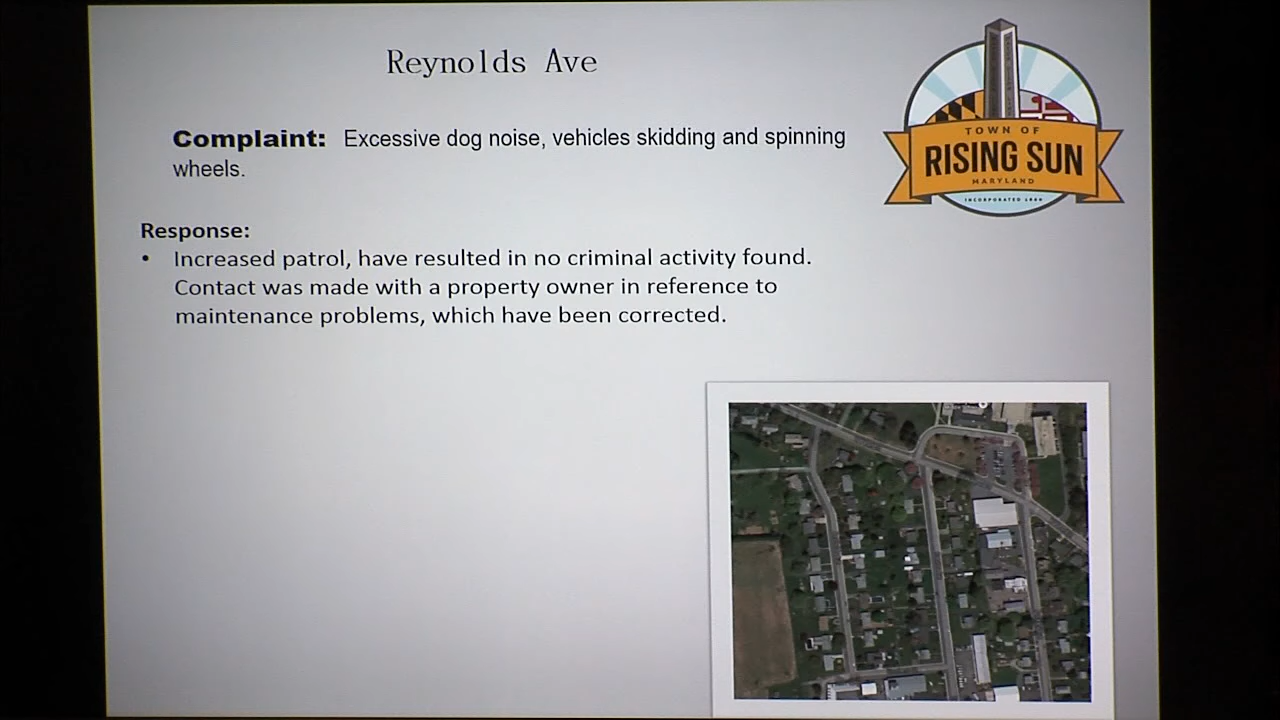 Reynolds Ave
TOWN OF
RISING SUN
MARYLAND
INCORPORATED 1860
Complaint: Excessive dog noise, vehicles skidding and spinning
wheels.
Response:
• Increased patrol, have resulted in no criminal activity found.
Contact was made with a property owner in reference to
maintenance problems, which have been corrected.